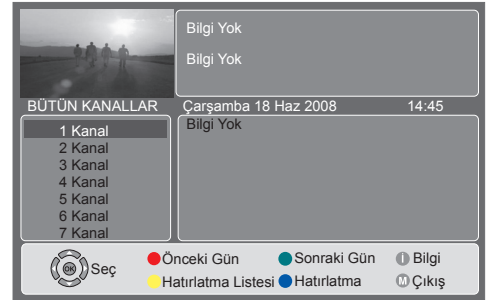 Bilgi Yok
Bilgi Yok
BÜTÜN KANALLAR
Çarşamba 18 Haz 2008 14:45
1 Kanal
2 Kanal
3 Kanal
4 Kanal
5 Kanal
6 Kanal
7 Kanal
Bilgi Yok
OK Seç
Önceki Gün
Sonraki Gün
i Bilgi
Hatırlatma Listesi
Hatırlatma
M Çıkış